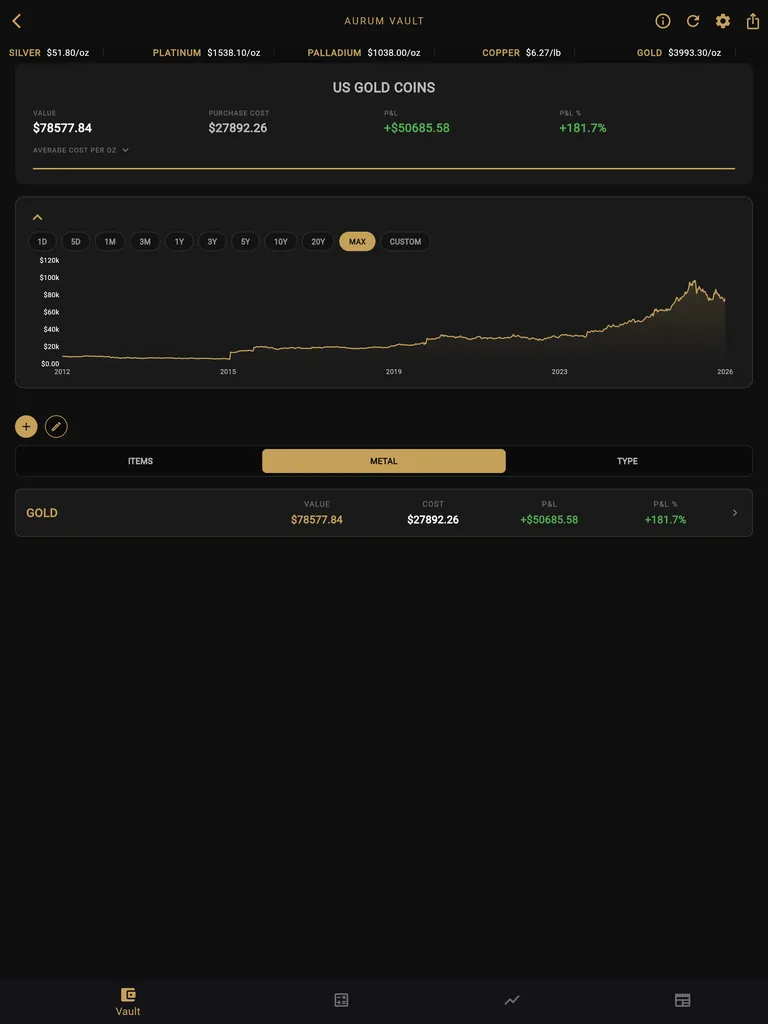 AURUM VAULT
SILVER $51.80/oz PLATINUM $1538.10/oz PALLADIUM $1038.00/oz COPPER $6.27/lb GOLD $3993.30/oz
US GOLD COINS
VALUE PURCHASE COST P&L P&L %
$78577.84 $27892.26 +$50685.58 +181.7%
AVERAGE COST PER OZ
1D 5D 1M 3M 1Y 3Y 5Y 10Y 20Y MAX CUSTOM
$120k
$100k
$80k
$60k
$40k
$20k
$0.00
2012 2015 2019 2023 2026
ITEMS METAL TYPE
VALUE COST P&L P&L %
GOLD $78577.84 $27892.26 +$50685.58 +181.7%
Vault